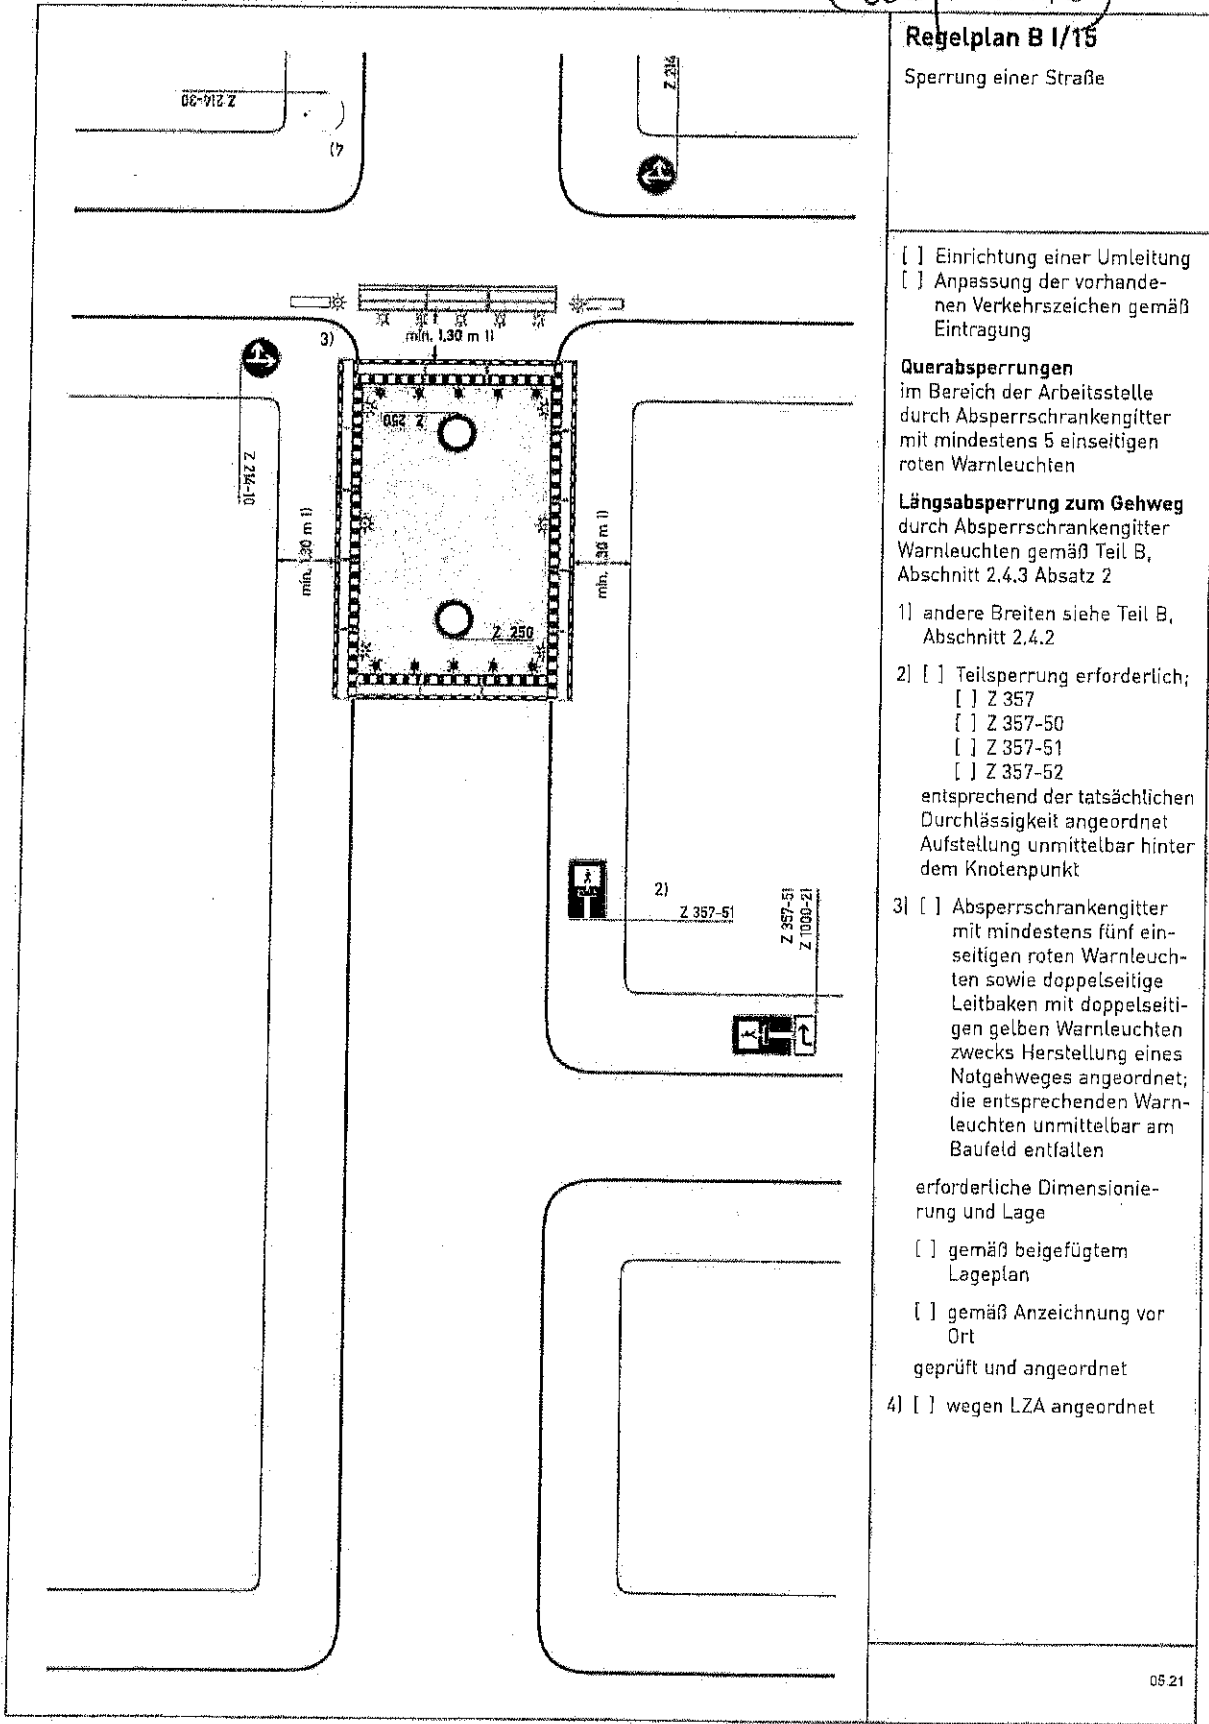 Regelplan B I/15
Sperrung einer Straße
[ ] Einrichtung einer Umleitung
[ ] Anpassung der vorhande-
nen Verkehrszeichen gemäß
Eintragung
Querabsperrungen
im Bereich der Arbeitsstelle
durch Absperrschrankengitter
mit mindestens 5 einseitigen
roten Warnleuchten
Längsabsperrung zum Gehweg
durch Absperrschrankengitter
Warnleuchten gemäß Teil B,
Abschnitt 2.4.3 Absatz 2
1) andere Breiten siehe Teil B,
Abschnitt 2.4.2
2) [ ] Teilsperrung erforderlich;
[ ] Z 357
[ ] Z 357-50
[ ] Z 357-51
[ ] Z 357-52
entsprechend der tatsächlichen
Durchlässigkeit angeordnet
Aufstellung unmittelbar hinter
dem Knotenpunkt
3) [ ] Absperrschrankengitter
mit mindestens fünf ein-
seitigen roten Warnleuch-
ten sowie doppelseitige
Leitbaken mit doppelseiti-
gen gelben Warnleuchten
zwecks Herstellung eines
Notgehweges angeordnet;
die entsprechenden Warn-
leuchten unmittelbar am
Baufeld entfallen
erforderliche Dimensionie-
rung und Lage
[ ] gemäß beigefügtem
Lageplan
[ ] gemäß Anzeichnung vor
Ort
geprüft und angeordnet
4) [ ] wegen LZA angeordnet
05.21
Z 214-30
4)
Z 214
3)
min. 1,30 m 1)
Z 214-10
Z 250
min. 1,30 m 1)
min. 1,30 m 1)
Z 250
2)
Z 357-51
Z 357-51
Z 1000-21